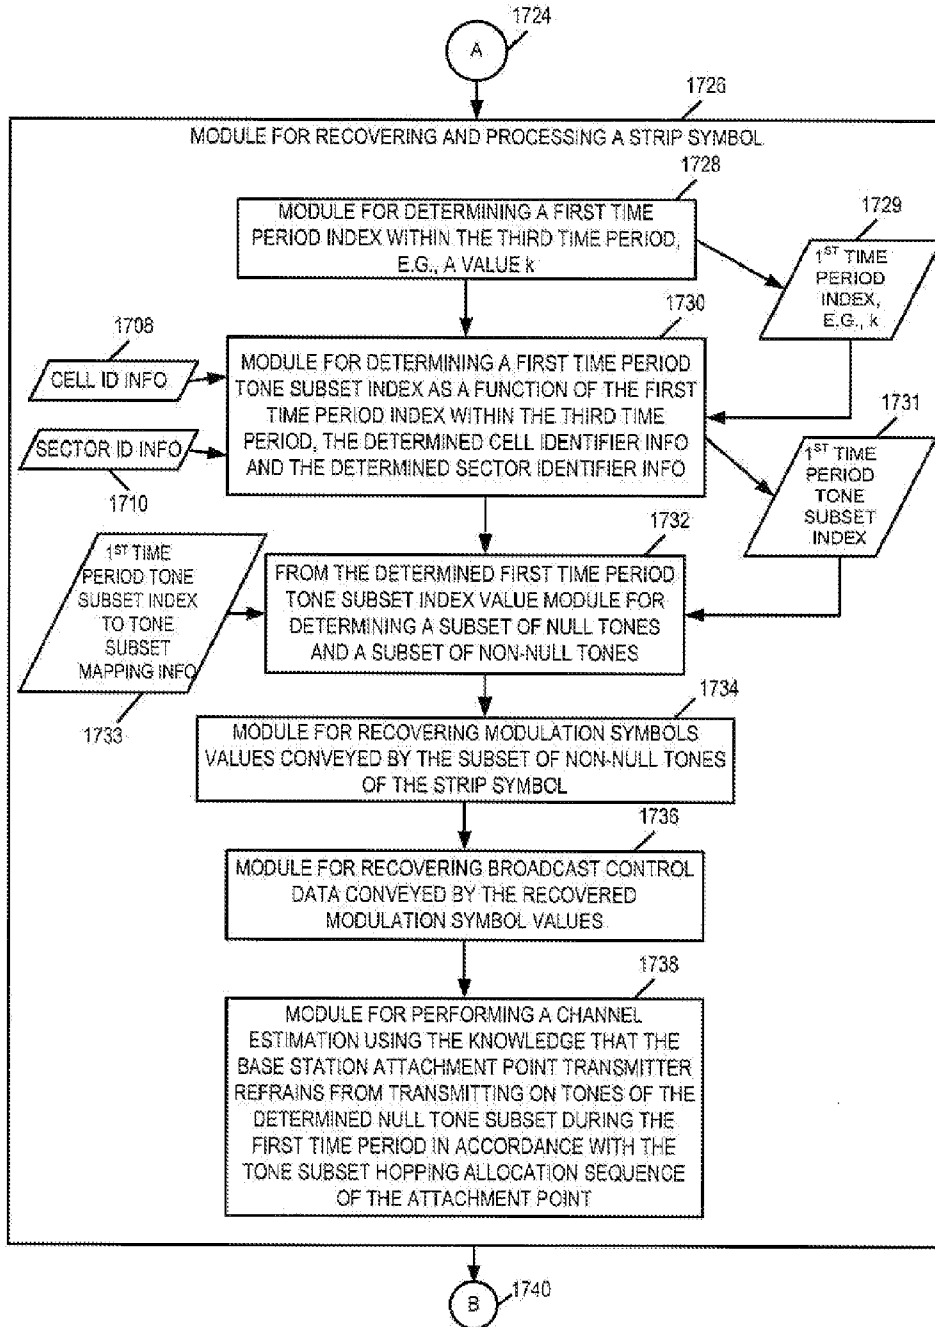 1724
A
1726
MODULE FOR RECOVERING AND PROCESSING A STRIP SYMBOL
1728
MODULE FOR DETERMINING A FIRST TIME
PERIOD INDEX WITHIN THE THIRD TIME PERIOD,
E.G., A VALUE k
1729
1ST TIME
PERIOD
INDEX,
E.G., k
1730
1708
CELL ID INFO
MODULE FOR DETERMINING A FIRST TIME PERIOD
TONE SUBSET INDEX AS A FUNCTION OF THE FIRST
TIME PERIOD INDEX WITHIN THE THIRD TIME
PERIOD, THE DETERMINED CELL IDENTIFIER INFO
AND THE DETERMINED SECTOR IDENTIFIER INFO
SECTOR ID INFO
1710
1731
1ST TIME
PERIOD
TONE
SUBSET
INDEX
1732
1ST TIME
PERIOD TONE
SUBSET INDEX
TO TONE
SUBSET
MAPPING INFO
1733
FROM THE DETERMINED FIRST TIME PERIOD
TONE SUBSET INDEX VALUE MODULE FOR
DETERMINING A SUBSET OF NULL TONES
AND A SUBSET OF NON-NULL TONES
1734
MODULE FOR RECOVERING MODULATION SYMBOLS
VALUES CONVEYED BY THE SUBSET OF NON-NULL TONES
OF THE STRIP SYMBOL
1736
MODULE FOR RECOVERING BROADCAST CONTROL
DATA CONVEYED BY THE RECOVERED
MODULATION SYMBOL VALUES
1738
MODULE FOR PERFORMING A CHANNEL
ESTIMATION USING THE KNOWLEDGE THAT THE
BASE STATION ATTACHMENT POINT TRANSMITTER
REFRAINS FROM TRANSMITTING ON TONES OF THE
DETERMINED NULL TONE SUBSET DURING THE
FIRST TIME PERIOD IN ACCORDANCE WITH THE
TONE SUBSET HOPPING ALLOCATION SEQUENCE
OF THE ATTACHMENT POINT
B
1740